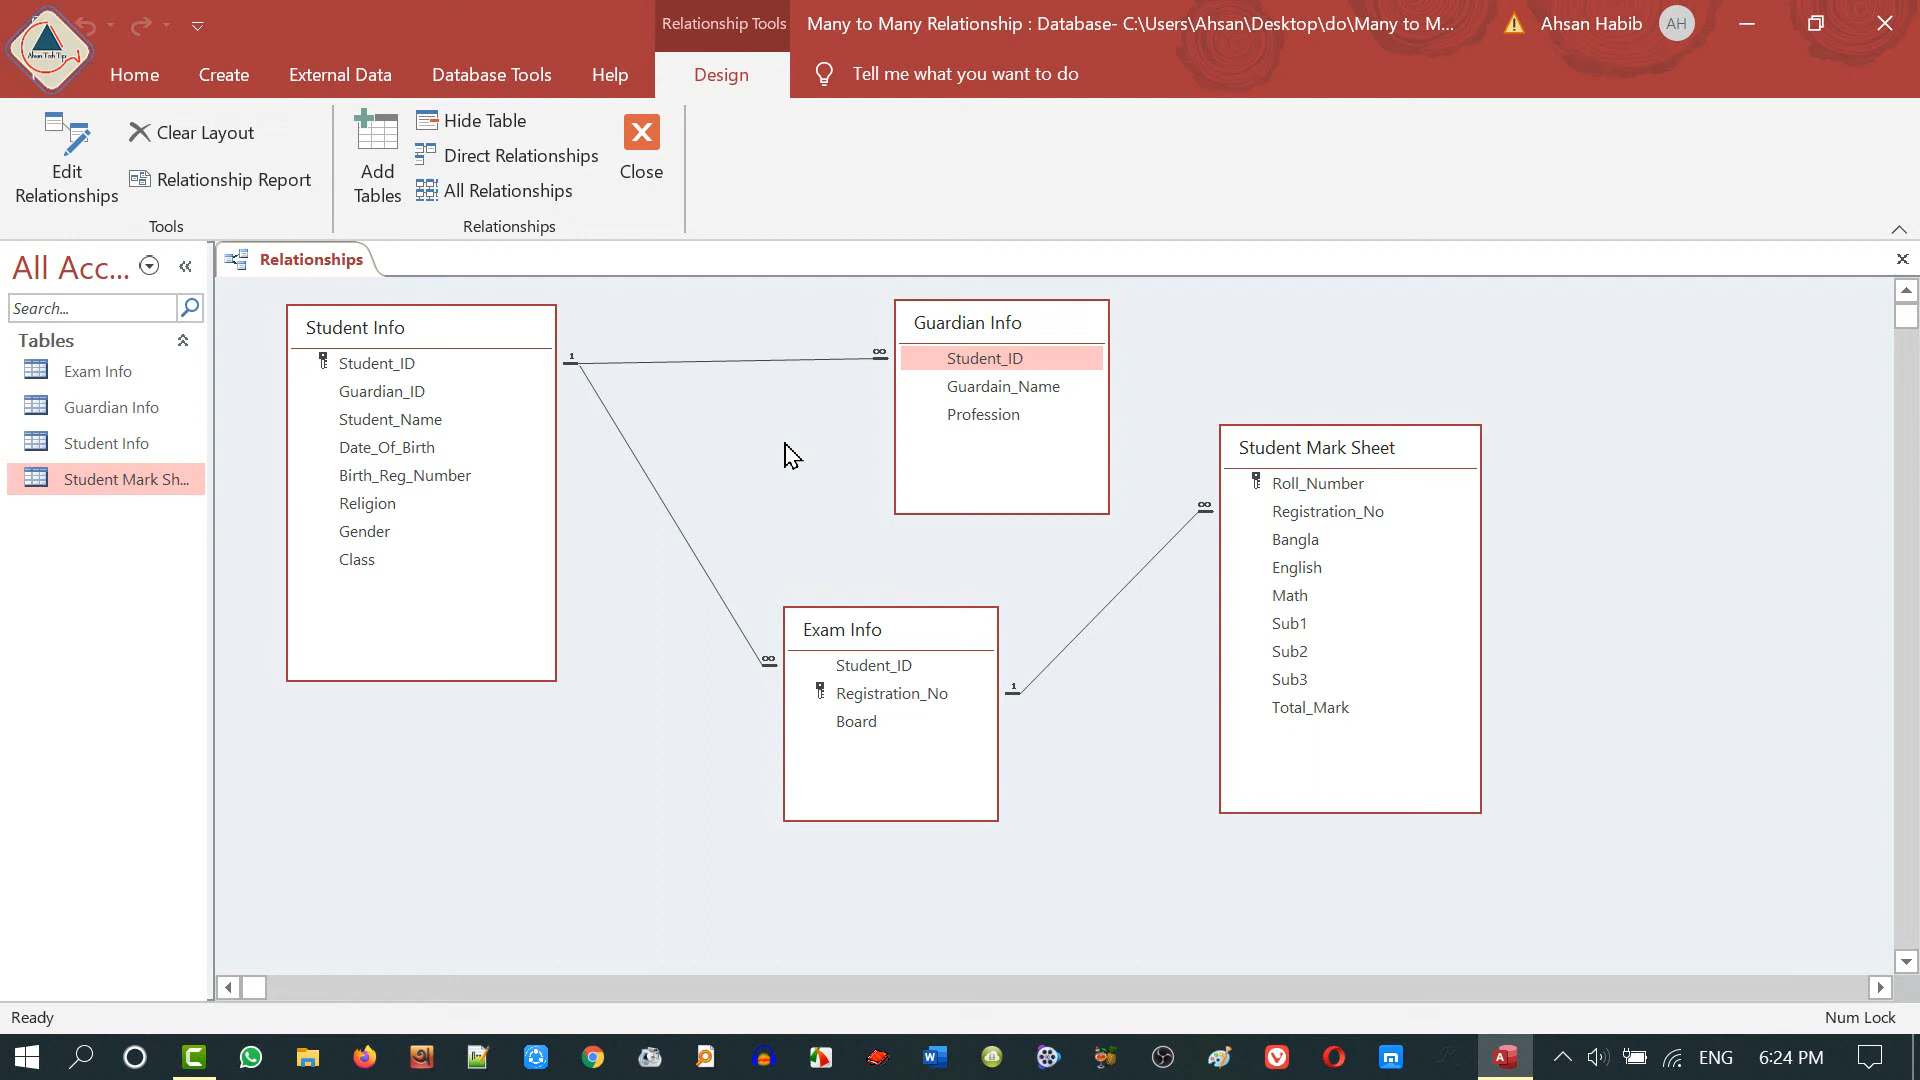 Relationship Tools
Many to Many Relationship : Database- C:\Users\Ahsan\Desktop\do\Many to M...
Ahsan Habib
AH
Ahsan Tech Tips
Home
Create
External Data
Database Tools
Help
Design
Tell me what you want to do
Edit
Relationships
Clear Layout
Relationship Report
Tools
Add
Tables
Hide Table
Direct Relationships
All Relationships
Close
Relationships
All Acc...
Search...
Tables
Exam Info
Guardian Info
Student Info
Student Mark Sh...
Relationships
Student Info
Student_ID
Guardian_ID
Student_Name
Date_Of_Birth
Birth_Reg_Number
Religion
Gender
Class
1
∞
Guardian Info
Student_ID
Guardain_Name
Profession
∞
Exam Info
Student_ID
Registration_No
Board
1
∞
Student Mark Sheet
Roll_Number
Registration_No
Bangla
English
Math
Sub1
Sub2
Sub3
Total_Mark
Ready
Num Lock
ENG
6:24 PM